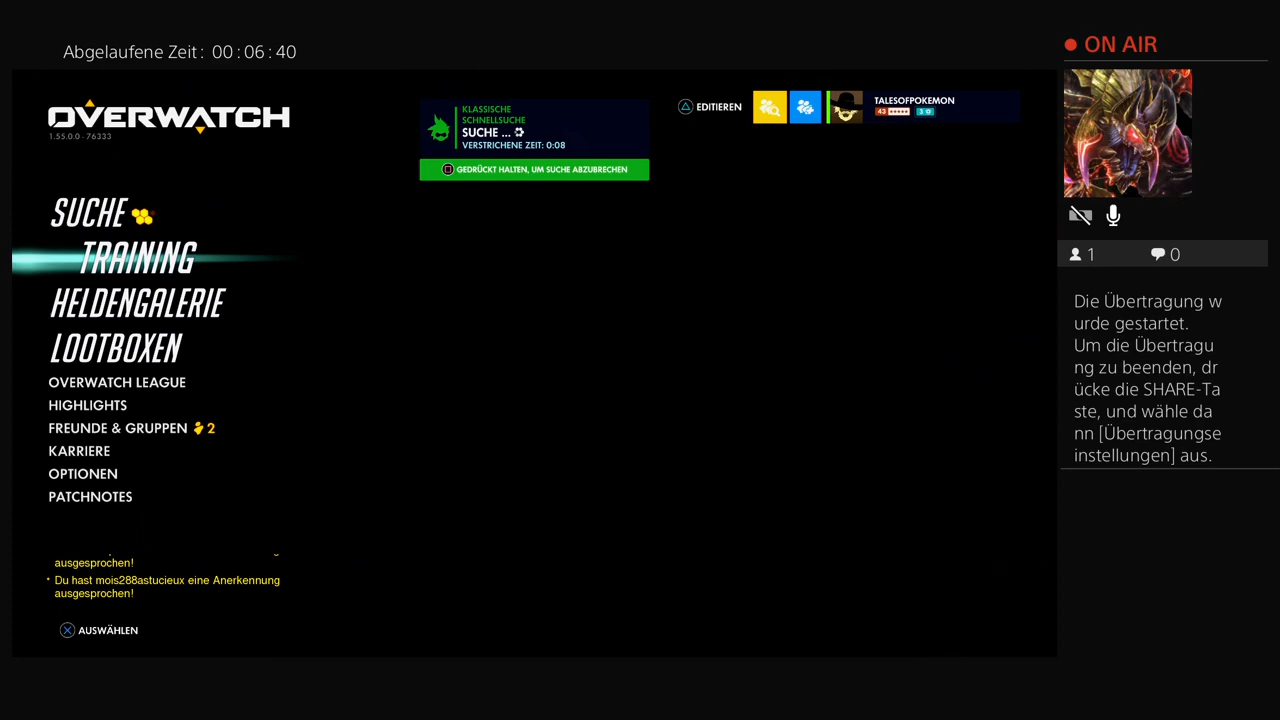 Abgelaufene Zeit: 00:06:40
ON AIR
OVERWATCH
1.55.0.0-76333
KLASSISCHE
SCHNELLSUCHE
SUCHE ...
VERSTRICHENE ZEIT: 0:08
GEDRÜCKT HALTEN, UM SUCHE ABZUBRECHEN
EDITIEREN
TALESOFPOKEMON
43
3
SUCHE
TRAINING
HELDENGALERIE
LOOTBOXEN
OVERWATCH LEAGUE
HIGHLIGHTS
FREUNDE & GRUPPEN 2
KARRIERE
OPTIONEN
PATCHNOTES
ausgesprochen!
Du hast mois288astucieux eine Anerkennung
ausgesprochen!
AUSWÄHLEN
1 0
Die Übertragung w
urde gestartet.
Um die Übertragu
ng zu beenden, dr
ücke die SHARE-Ta
ste, und wähle da
nn [Übertragungse
instellungen] aus.